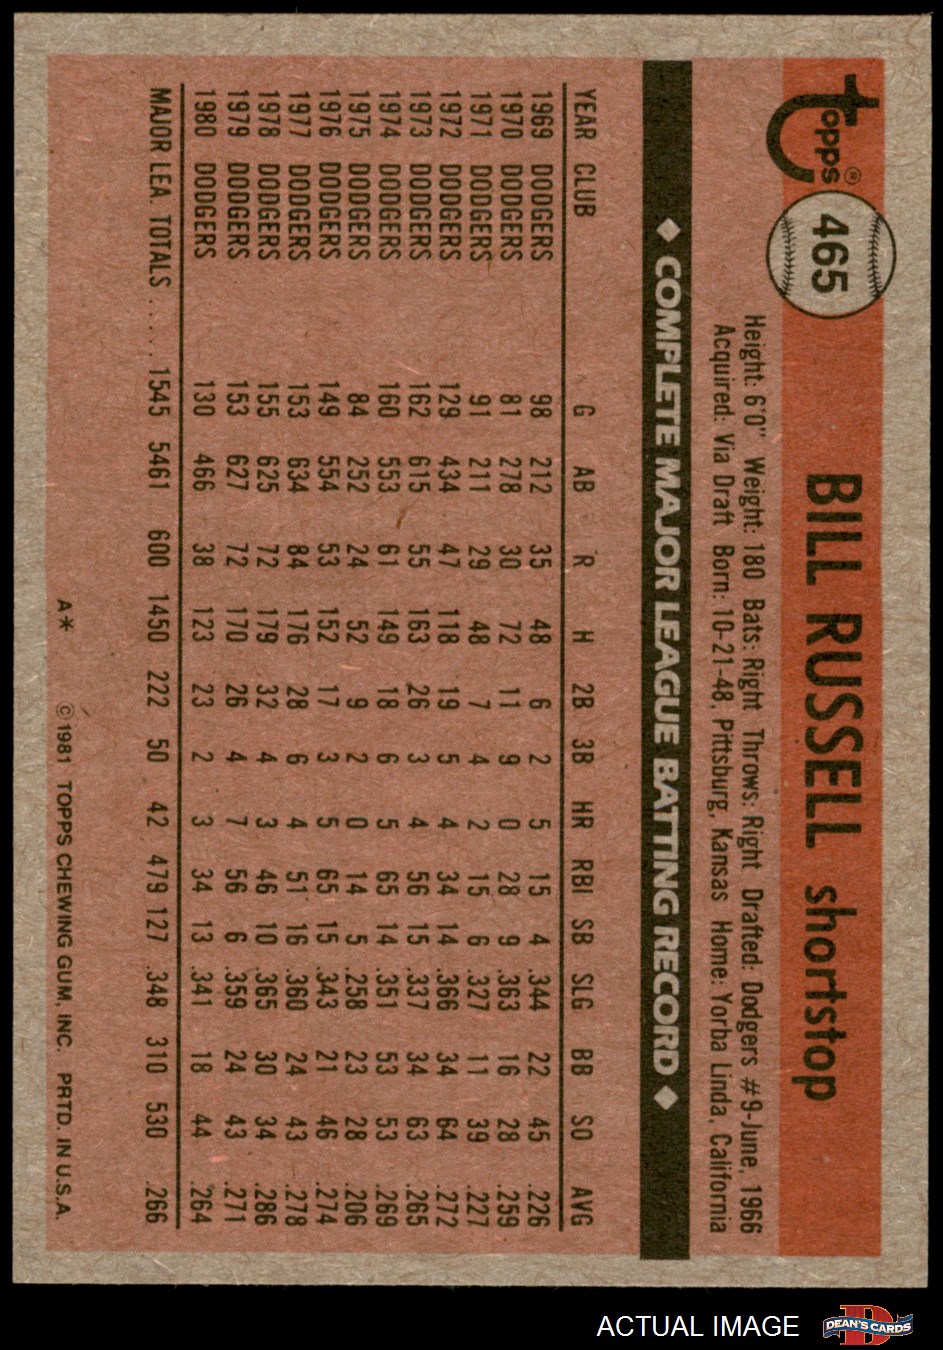 Topps®
465
BILL RUSSELL shortstop
Height: 6'0" Weight: 180 Bats: Right Throws: Right Drafted: Dodgers #9-June, 1966
Acquired: Via Draft Born: 10-21-48, Pittsburg, Kansas Home: Yorba Linda, California
◆ COMPLETE MAJOR LEAGUE BATTING RECORD ◆
YEAR CLUB G AB R H 2B 3B HR RBI SB SLG BB SO AVG
1969 DODGERS 98 212 35 48 6 2 5 15 4 .344 22 45 .226
1970 DODGERS 81 278 30 72 11 9 0 28 9 .363 16 28 .259
1971 DODGERS 91 211 29 48 7 4 2 15 6 .327 11 39 .227
1972 DODGERS 129 434 47 118 19 5 4 34 14 .366 34 64 .272
1973 DODGERS 162 615 55 163 26 3 4 56 15 .337 34 63 .265
1974 DODGERS 160 553 61 149 18 6 5 65 14 .351 53 53 .269
1975 DODGERS 84 252 24 52 9 2 0 14 5 .258 23 28 .206
1976 DODGERS 149 554 53 152 17 3 5 65 15 .343 21 46 .274
1977 DODGERS 153 634 84 176 28 6 4 51 16 .360 24 43 .278
1978 DODGERS 155 625 72 179 32 4 3 46 10 .365 30 34 .286
1979 DODGERS 153 627 72 170 26 4 7 56 6 .359 24 43 .271
1980 DODGERS 130 466 38 123 23 2 3 34 13 .341 18 44 .264
MAJOR LEA. TOTALS ..... 1545 5461 600 1450 222 50 42 479 127 .348 310 530 .266
A* ©1981 TOPPS CHEWING GUM, INC. PRTD. IN U.S.A.
ACTUAL IMAGE DEAN'S CARDS